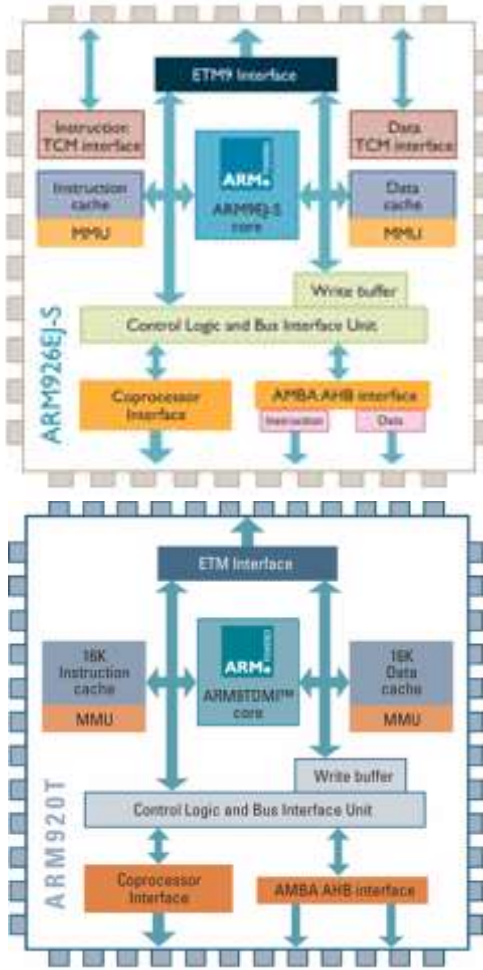 ETM9 Interface
Instruction
TCM interface
Data
TCM interface
Instruction
cache
MMU
ARM
ARM9EJ-S
core
Data
cache
MMU
Write buffer
Control Logic and Bus Interface Unit
Coprocessor
Interface
AMBA AHB interface
Instruction
Data
ARM926EJ-S
ETM Interface
16K
Instruction
cache
MMU
ARM
core
16K
Data
cache
MMU
Write buffer
Control Logic and Bus Interface Unit
Coprocessor
Interface
AMBA AHB interface
ARM920T